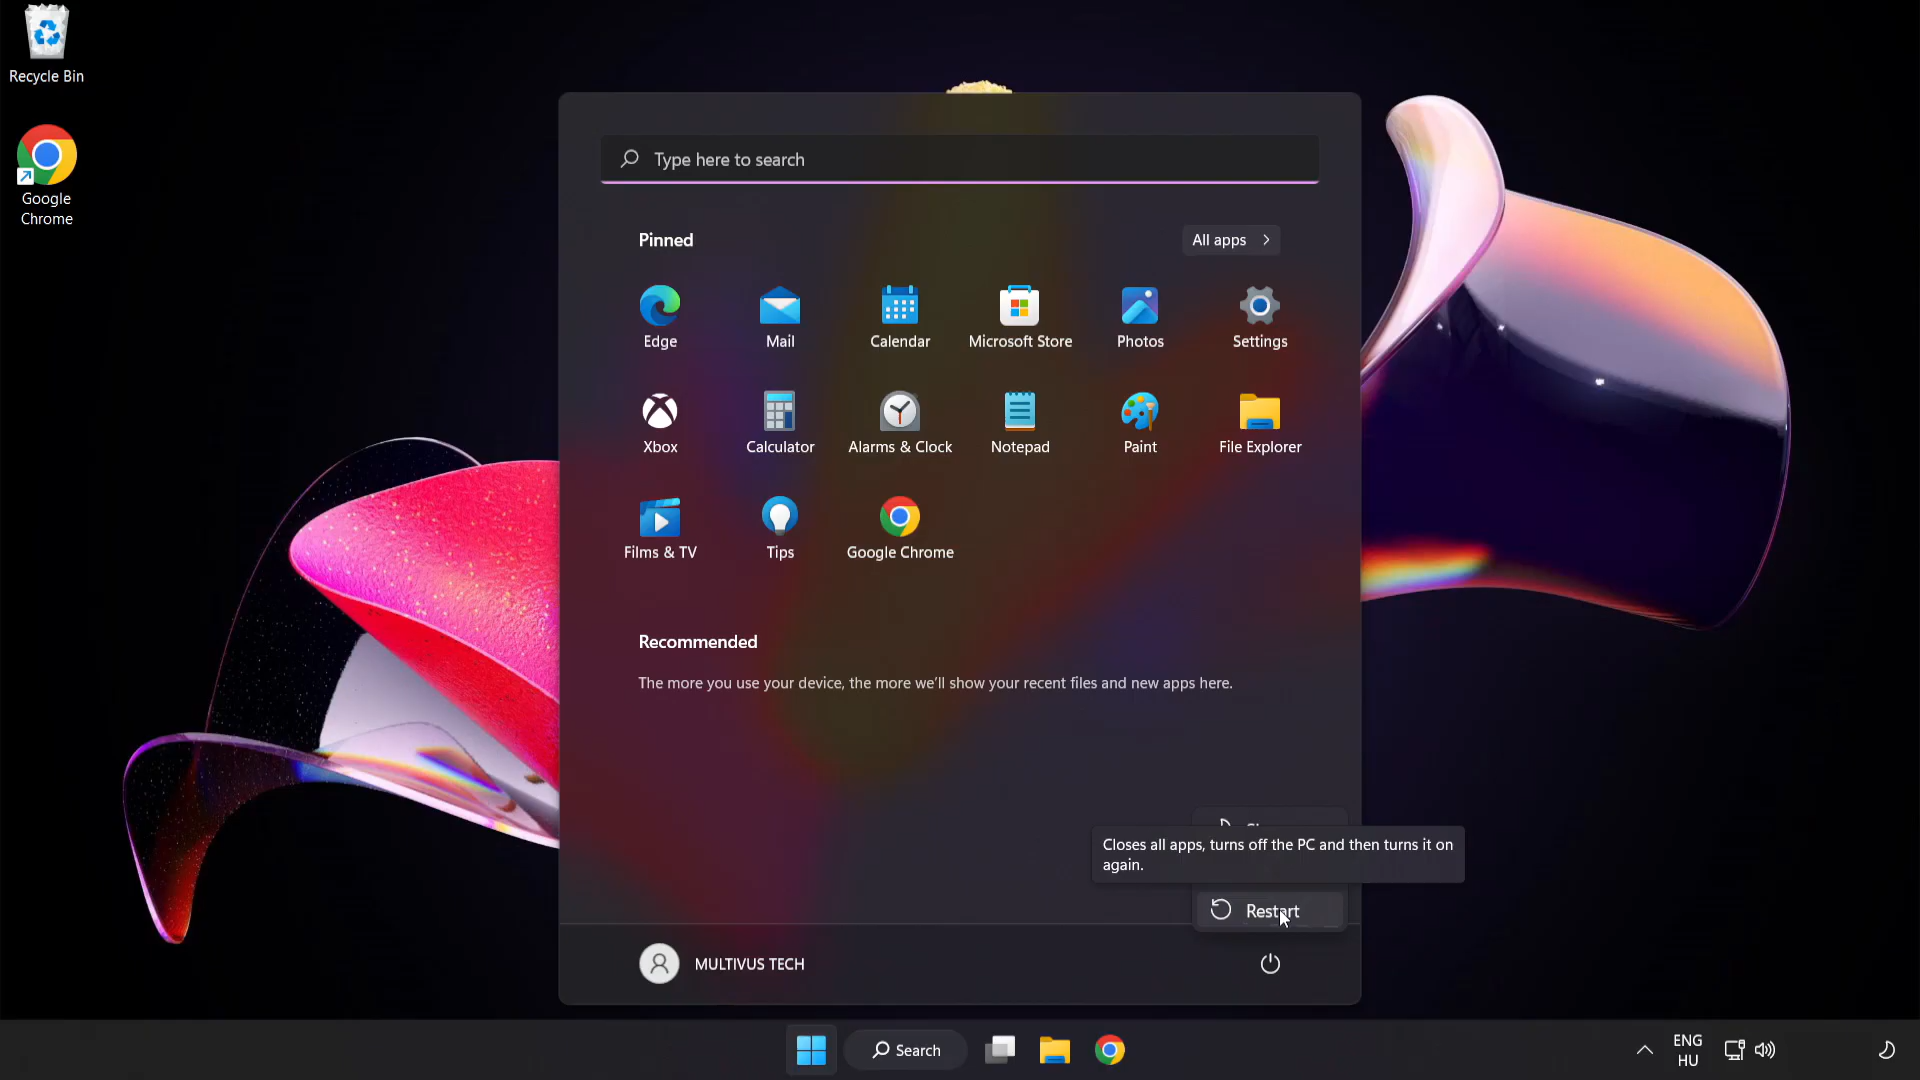 Recycle Bin
Google
Chrome
Type here to search
Pinned
All apps
Edge
Mail
Calendar
Microsoft Store
Photos
Settings
Xbox
Calculator
Alarms & Clock
Notepad
Paint
File Explorer
Films & TV
Tips
Google Chrome
Recommended
The more you use your device, the more we'll show your recent files and new apps here.
Closes all apps, turns off the PC and then turns it on
again.
Restart
MULTIVUS TECH
Search
ENG
HU